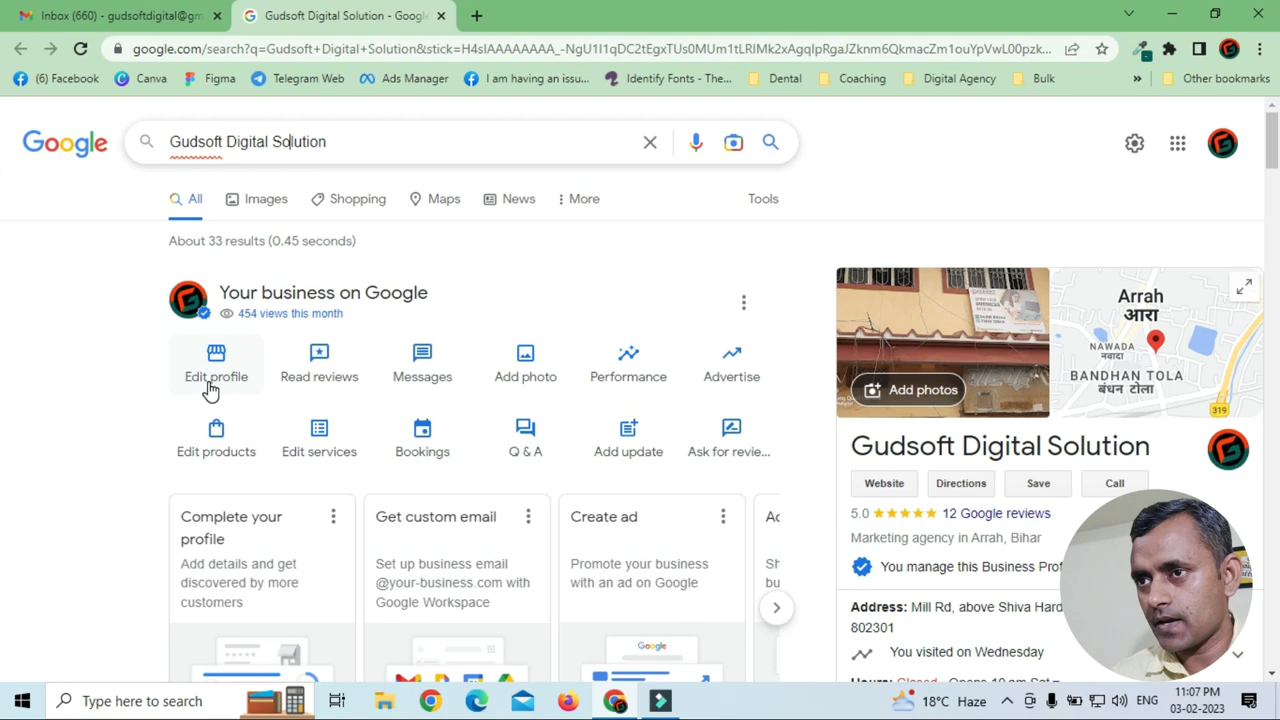 Inbox (660) - gudsoftdigital@gm
Gudsoft Digital Solution - Google
google.com/search?q=Gudsoft+Digital+Solution&stick=H4sIAAAAAAAA_-NgU1I1qDC2tEgxTUs0MUm1tLRIMk2xAgqIpRgaJZknm6QkmacZm1ouYpVwL00pzk...
(6) Facebook Canva Figma Telegram Web Ads Manager I am having an issu... Identify Fonts - The... Dental Coaching Digital Agency Bulk » Other bookmarks
Google
Gudsoft Digital Solution
All Images Shopping Maps News More Tools
About 33 results (0.45 seconds)
Your business on Google
454 views this month
Edit profile Read reviews Messages Add photo Performance Advertise
Edit products Edit services Bookings Q & A Add update Ask for revie...
Complete your
profile
Add details and get
discovered by more
customers
Get custom email
Set up business email
@your-business.com with
Google Workspace
Create ad
Promote your business
with an ad on Google
Google
Add photos
Arrah
आरा
NAWADA
नवादा
BANDHAN TOLA
बंधन टोला
319
Gudsoft Digital Solution
Website Directions Save Call
5.0 12 Google reviews
Marketing agency in Arrah, Bihar
You manage this Business Prof
Address: Mill Rd, above Shiva Hard
802301
You visited on Wednesday
Type here to search
18°C Haze
ENG
11:07 PM
03-02-2023